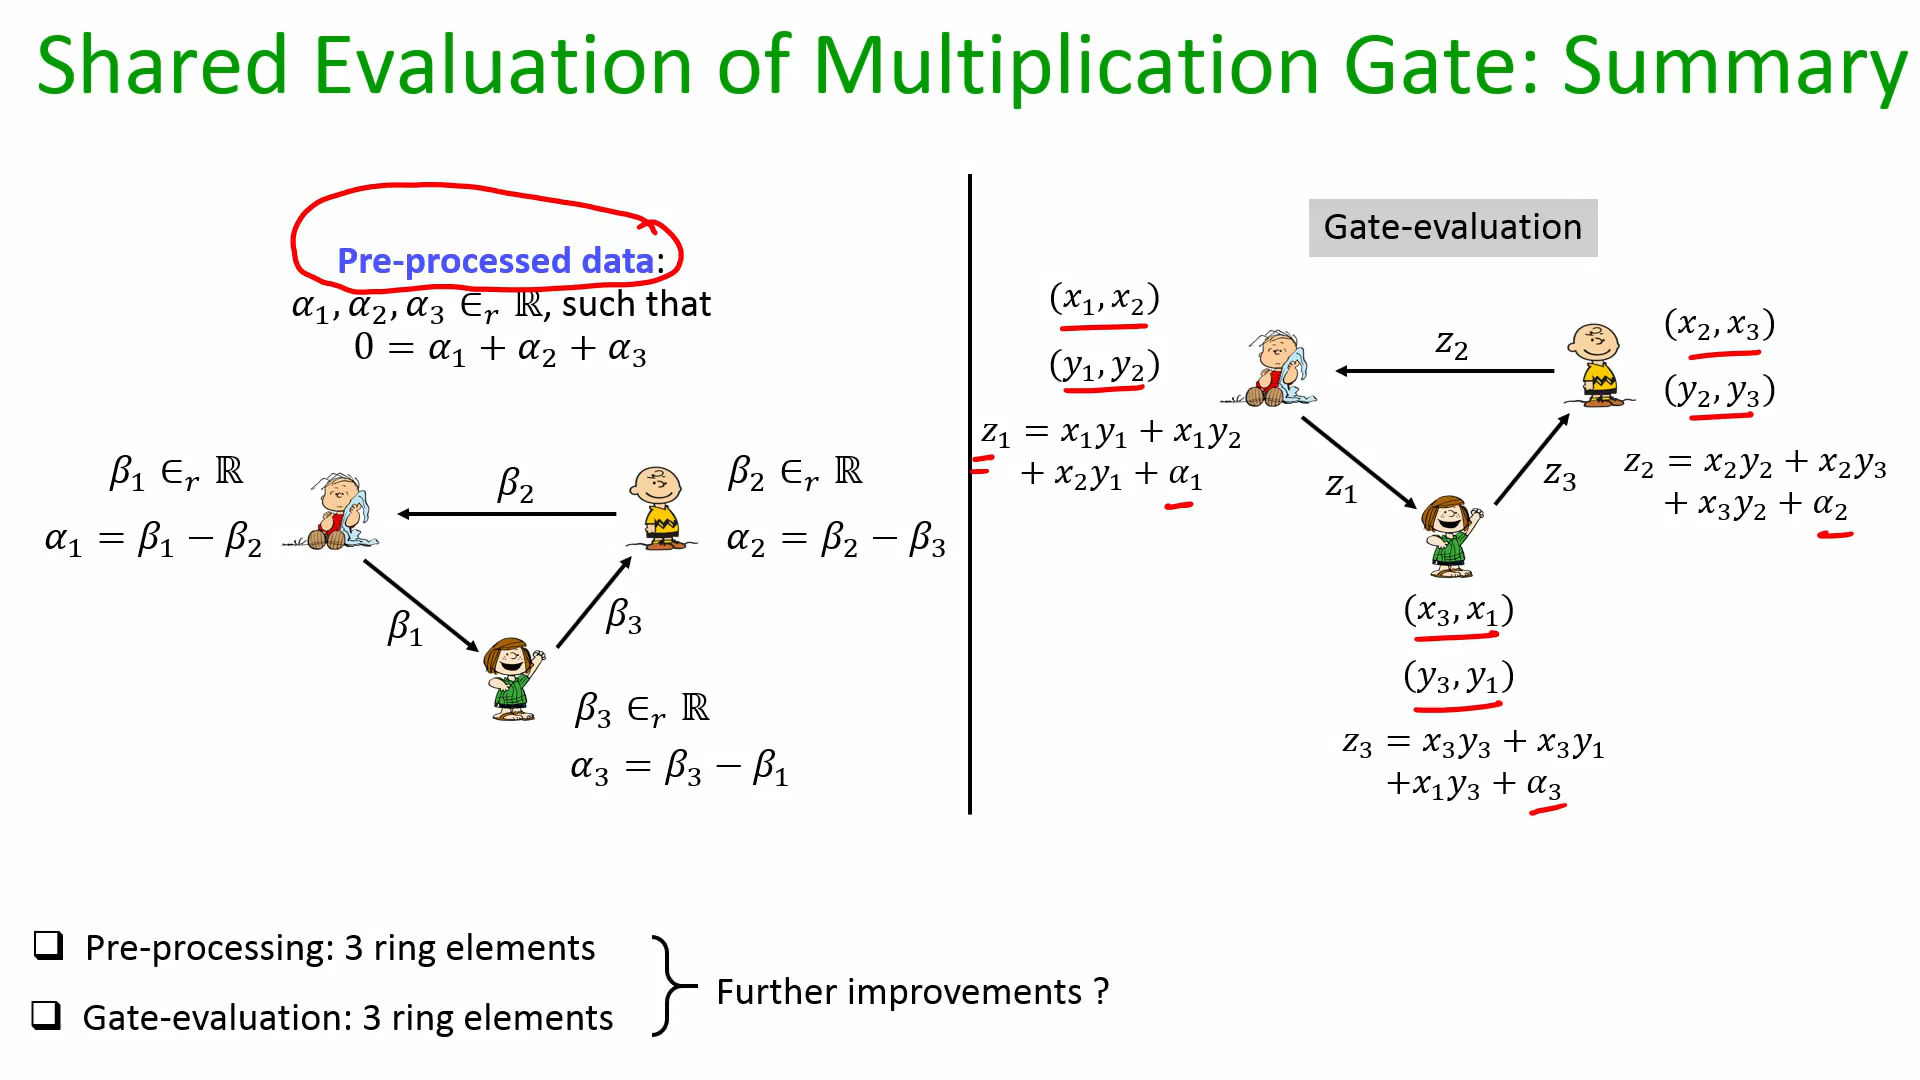 Shared Evaluation of Multiplication Gate: Summary
Pre-processed data:
α₁, α₂, α₃ ∈ᵣ ℝ, such that
0 = α₁ + α₂ + α₃
β₁ ∈ᵣ ℝ
α₁ = β₁ − β₂
β₂
β₂ ∈ᵣ ℝ
α₂ = β₂ − β₃
β₁
β₃
β₃ ∈ᵣ ℝ
α₃ = β₃ − β₁
Gate-evaluation
(x₁, x₂)
(y₁, y₂)
z₁ = x₁y₁ + x₁y₂
+ x₂y₁ + α₁
z₂
(x₂, x₃)
(y₂, y₃)
z₂ = x₂y₂ + x₂y₃
+ x₃y₂ + α₂
z₁
z₃
(x₃, x₁)
(y₃, y₁)
z₃ = x₃y₃ + x₃y₁
+x₁y₃ + α₃
❑ Pre-processing: 3 ring elements
❑ Gate-evaluation: 3 ring elements
Further improvements ?